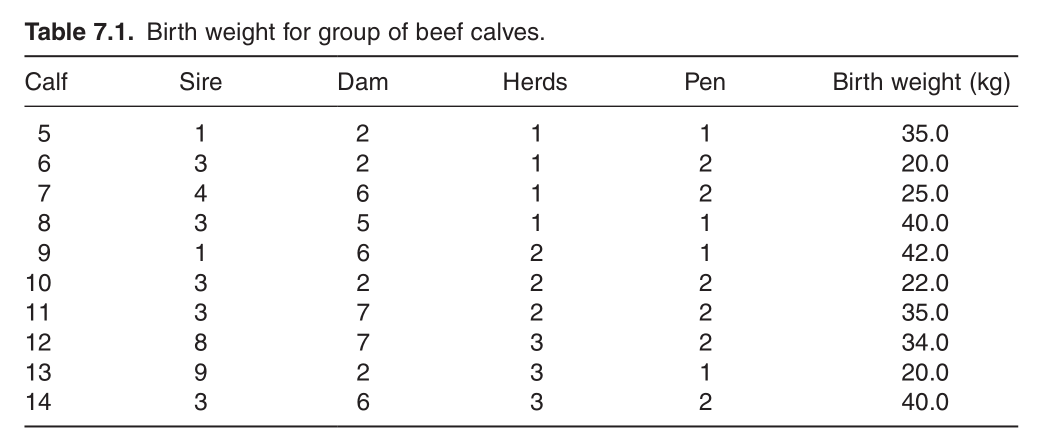 Table 7.1. Birth weight for group of beef calves.
Calf Sire Dam Herds Pen Birth weight (kg)
5 1 2 1 1 35.0
6 3 2 1 2 20.0
7 4 6 1 2 25.0
8 3 5 1 1 40.0
9 1 6 2 1 42.0
10 3 2 2 2 22.0
11 3 7 2 2 35.0
12 8 7 3 2 34.0
13 9 2 3 1 20.0
14 3 6 3 2 40.0